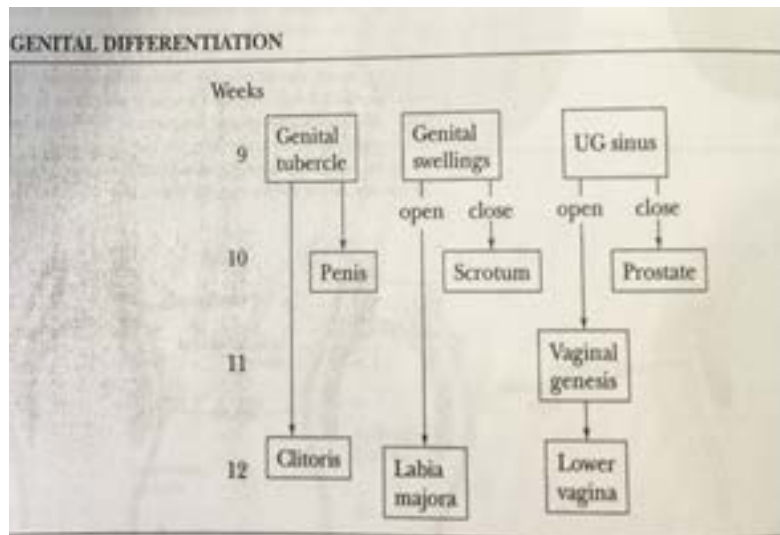 GENITAL DIFFERENTIATION
Weeks
9
Genital
tubercle
Genital
swellings
UG sinus
open close
open close
10
Penis
Scrotum
Prostate
11
Vaginal
genesis
12
Clitoris
Labia
majora
Lower
vagina